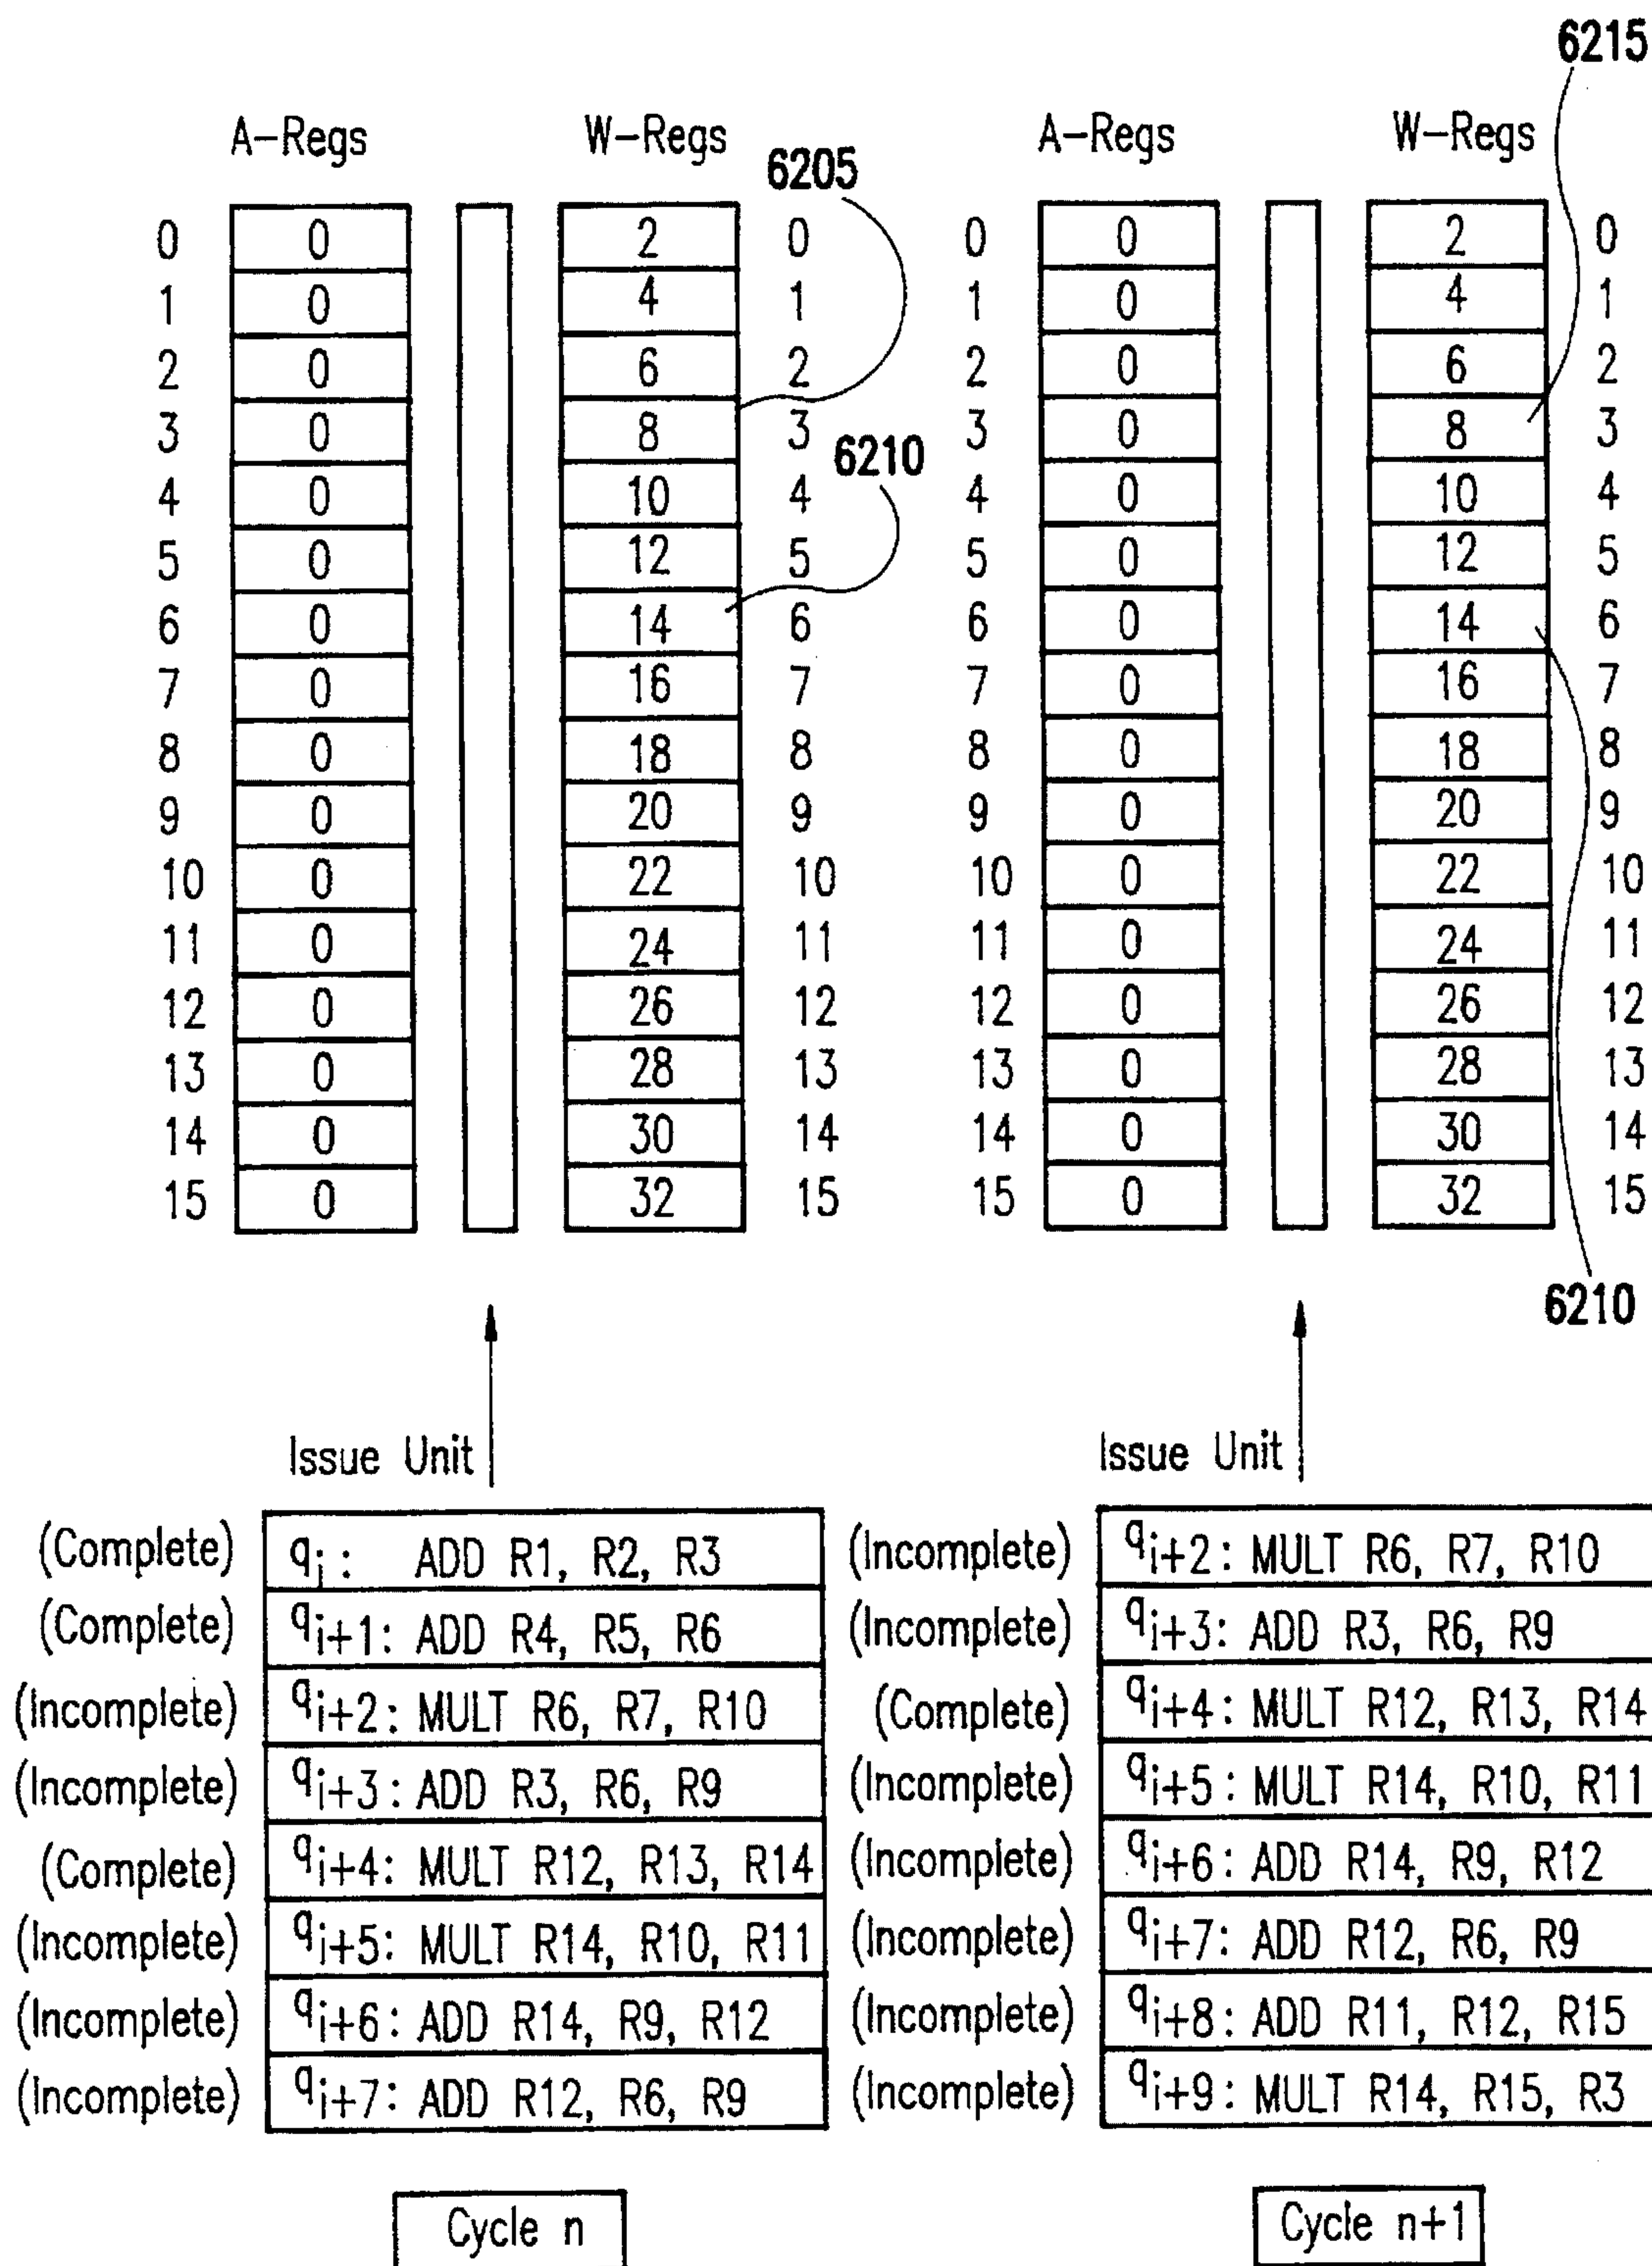 6215
A-Regs W-Regs A-Regs W-Regs
6205
0 0 2 0 0 0 2 0
1 0 4 1 1 0 4 1
2 0 6 2 2 0 6 2
3 0 8 3 3 0 8 3
6210
4 0 10 4 4 0 10 4
5 0 12 5 5 0 12 5
6 0 14 6 6 0 14 6
7 0 16 7 7 0 16 7
8 0 18 8 8 0 18 8
9 0 20 9 9 0 20 9
10 0 22 10 10 0 22 10
11 0 24 11 11 0 24 11
12 0 26 12 12 0 26 12
13 0 28 13 13 0 28 13
14 0 30 14 14 0 30 14
15 0 32 15 15 0 32 15
6210
Issue Unit Issue Unit
(Complete) qi: ADD R1, R2, R3 (Incomplete) qi+2: MULT R6, R7, R10
(Complete) qi+1: ADD R4, R5, R6 (Incomplete) qi+3: ADD R3, R6, R9
(Incomplete) qi+2: MULT R6, R7, R10 (Complete) qi+4: MULT R12, R13, R14
(Incomplete) qi+3: ADD R3, R6, R9 (Incomplete) qi+5: MULT R14, R10, R11
(Complete) qi+4: MULT R12, R13, R14 (Incomplete) qi+6: ADD R14, R9, R12
(Incomplete) qi+5: MULT R14, R10, R11 (Incomplete) qi+7: ADD R12, R6, R9
(Incomplete) qi+6: ADD R14, R9, R12 (Incomplete) qi+8: ADD R11, R12, R15
(Incomplete) qi+7: ADD R12, R6, R9 (Incomplete) qi+9: MULT R14, R15, R3
Cycle n Cycle n+1